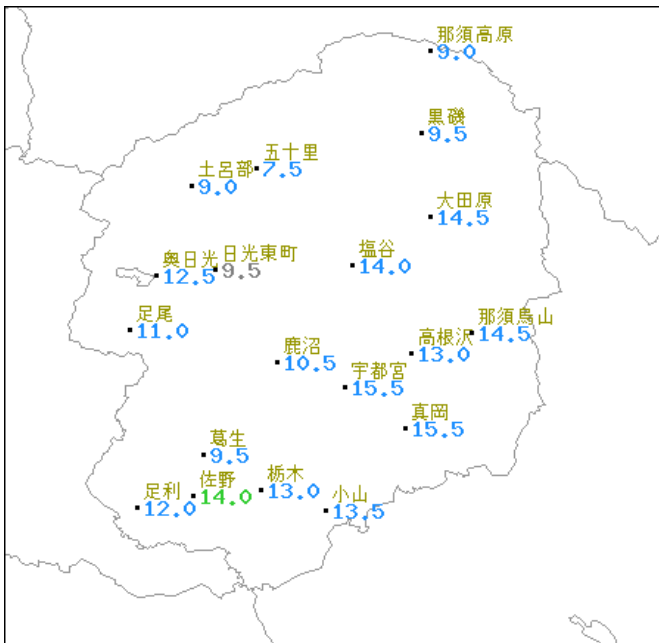 那須高原
9.0
黒磯
9.5
五十里
7.5
土呂部
9.0
大田原
14.5
塩谷
14.0
日光東町
9.5
奥日光
12.5
足尾
11.0
那須烏山
14.5
高根沢
13.0
鹿沼
10.5
宇都宮
15.5
真岡
15.5
葛生
9.5
佐野
14.0
栃木
13.0
足利
12.0
小山
13.5